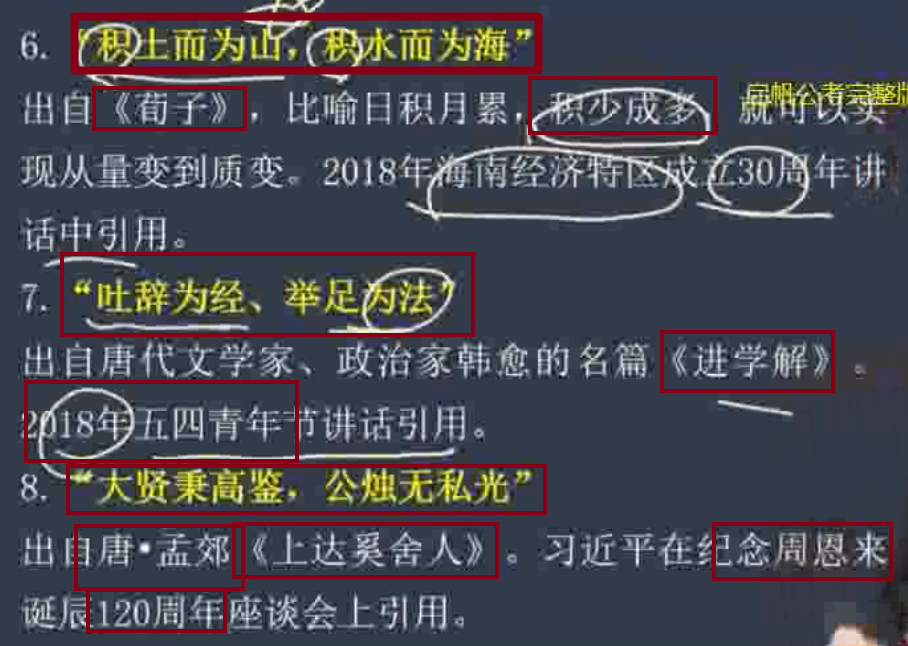 6. “积土而为山，积水而为海”
启帆公考完整版
出自《荀子》，比喻日积月累，积少成多，就可以实
现从量变到质变。2018年海南经济特区成立30周年讲
话中引用。
7. “吐辞为经、举足为法”
出自唐代文学家、政治家韩愈的名篇《进学解》。
2018年五四青年节讲话引用。
8. “大贤秉高鉴，公烛无私光”
出自唐•孟郊《上达奚舍人》。习近平在纪念周恩来
诞辰120周年座谈会上引用。